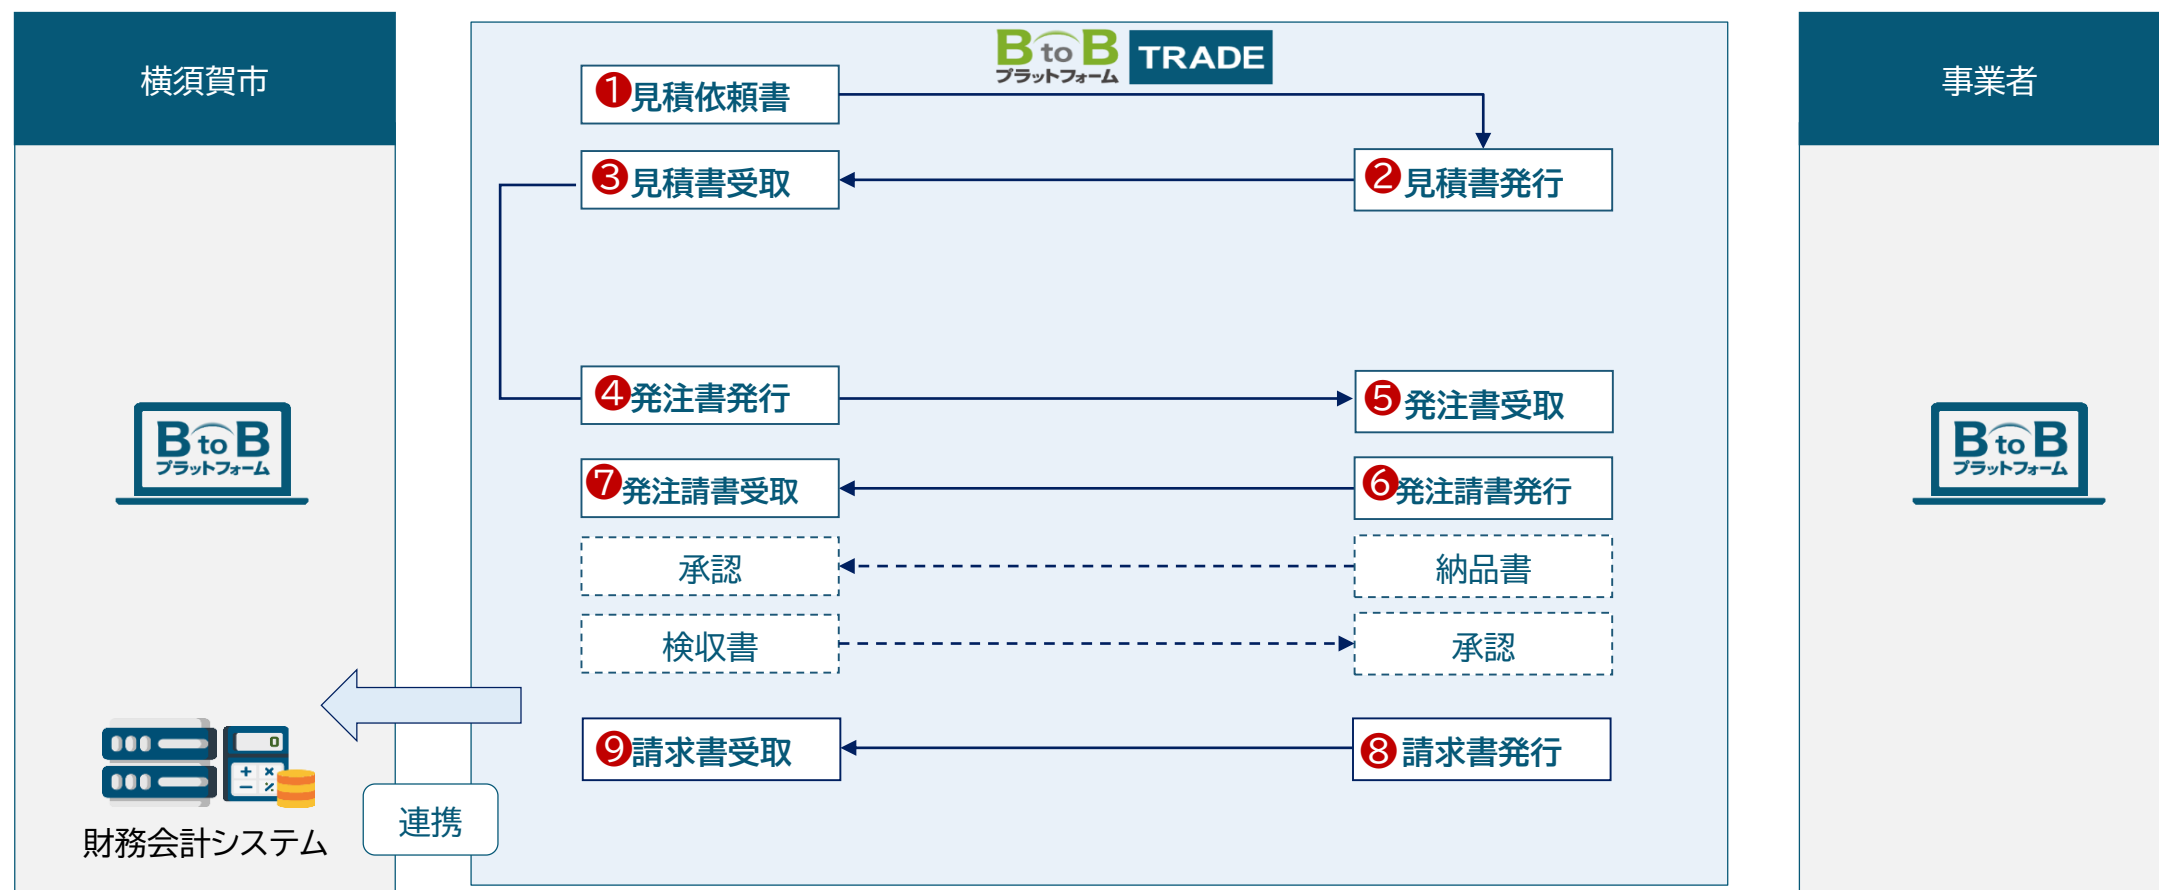 横須賀市
BtoB
プラットフォーム
TRADE
事業者
❶見積依頼書
❸見積書受取
❷見積書発行
❹発注書発行
❺発注書受取
❼発注請書受取
❻発注請書発行
承認
納品書
検収書
承認
❾請求書受取
❽請求書発行
BtoB
プラットフォーム
BtoB
プラットフォーム
0
+ ×
− %
財務会計システム
連携